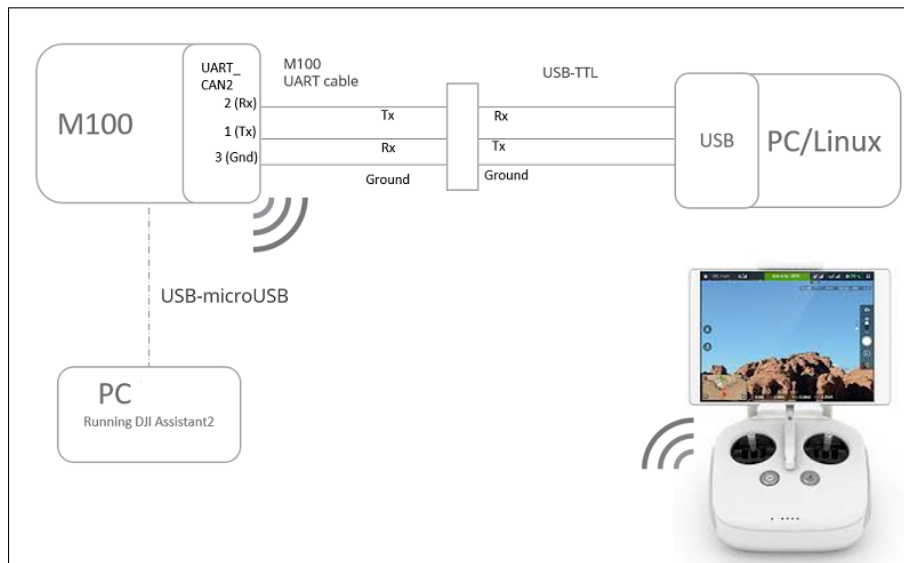 M100
UART_
CAN2
2 (Rx)
1 (Tx)
3 (Gnd)
M100
UART cable
Tx
Rx
Ground
USB-TTL
Rx
Tx
Ground
USB
PC/Linux
USB-microUSB
PC
Running DJI Assistant2